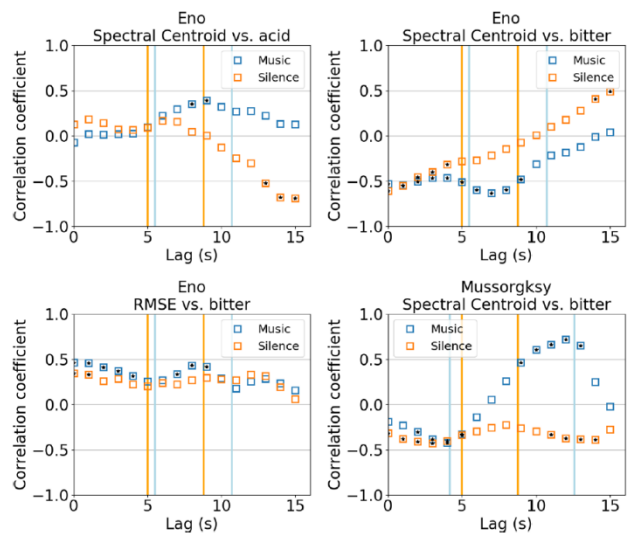 Eno
Spectral Centroid vs. acid
Correlation coefficient
1.0
0.5
0.0
−0.5
−1.0
Music
Silence
0 5 10 15
Lag (s)
Eno
Spectral Centroid vs. bitter
Correlation coefficient
1.0
0.5
0.0
−0.5
−1.0
Music
Silence
0 5 10 15
Lag (s)
Eno
RMSE vs. bitter
Correlation coefficient
1.0
0.5
0.0
−0.5
−1.0
Music
Silence
0 5 10 15
Lag (s)
Mussorgksy
Spectral Centroid vs. bitter
Correlation coefficient
1.0
0.5
0.0
−0.5
−1.0
Music
Silence
0 5 10 15
Lag (s)